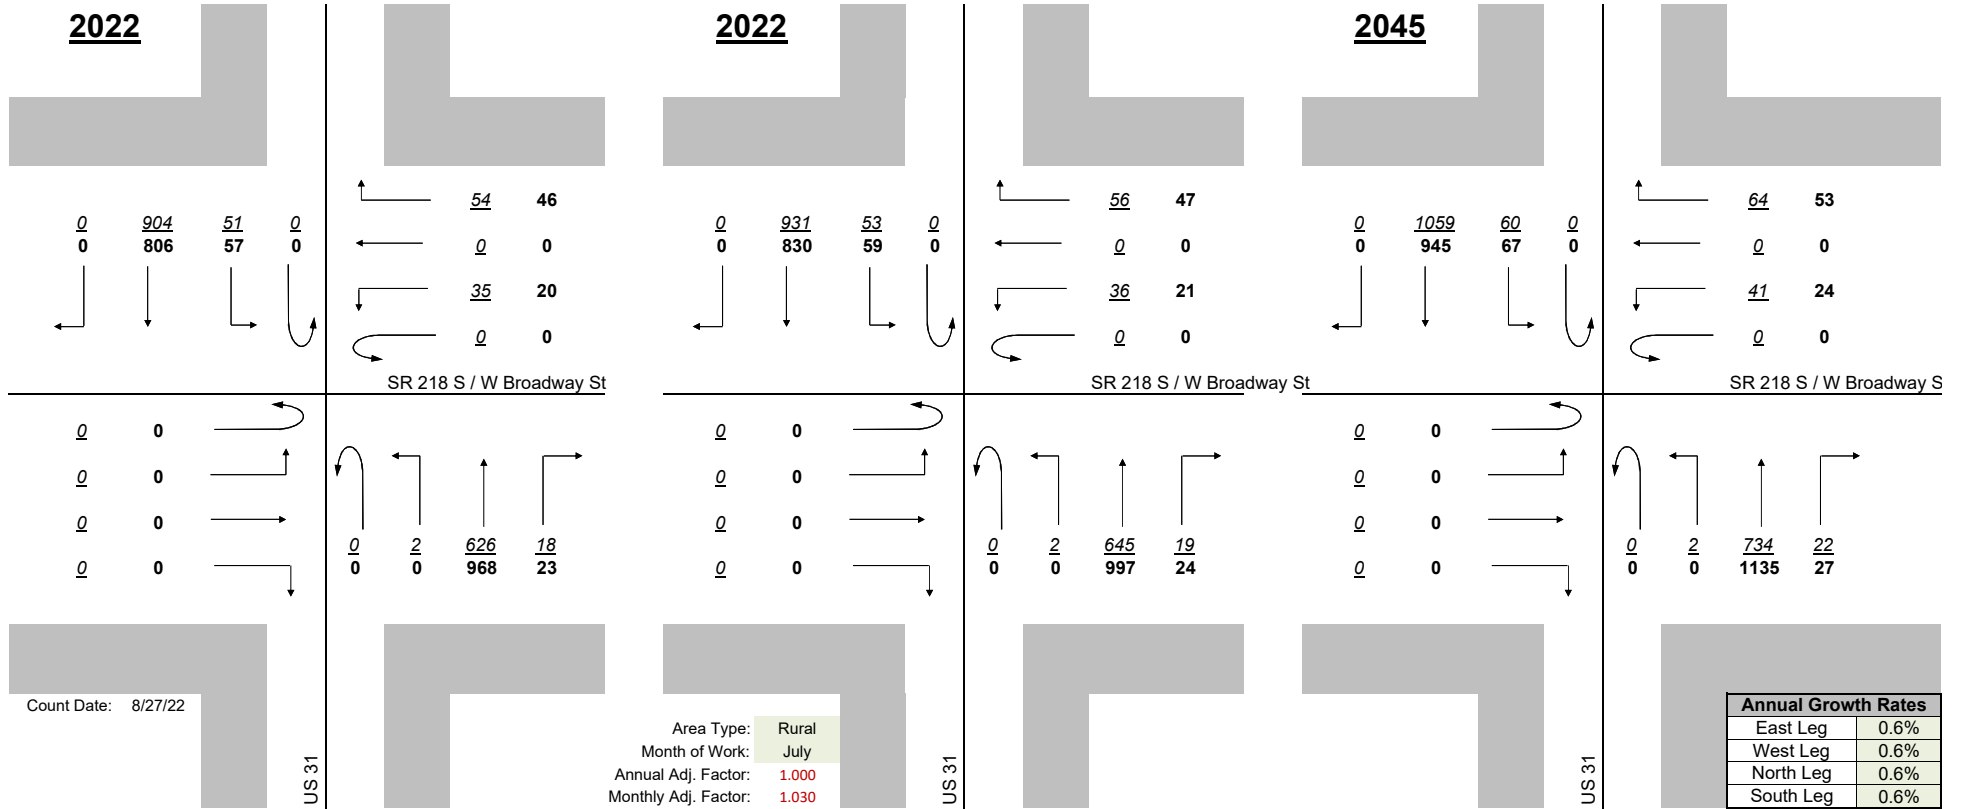 2022
54 46
0 904 51 0
0 806 57 0
0 0
35 20
0 0
SR 218 S / W Broadway St
0 0
0 0
0 0
0 0
0 2 626 18
0 0 968 23
Count Date: 8/27/22
US 31
2022
56 47
0 931 53 0
0 830 59 0
0 0
36 21
0 0
SR 218 S / W Broadway St
0 0
0 0
0 0
0 0
0 2 645 19
0 0 997 24
Area Type: Rural
Month of Work: July
Annual Adj. Factor: 1.000
Monthly Adj. Factor: 1.030
US 31
2045
64 53
0 1059 60 0
0 945 67 0
0 0
41 24
0 0
SR 218 S / W Broadway S
0 0
0 0
0 0
0 0
0 2 734 22
0 0 1135 27
US 31
Annual Growth Rates
East Leg 0.6%
West Leg 0.6%
North Leg 0.6%
South Leg 0.6%